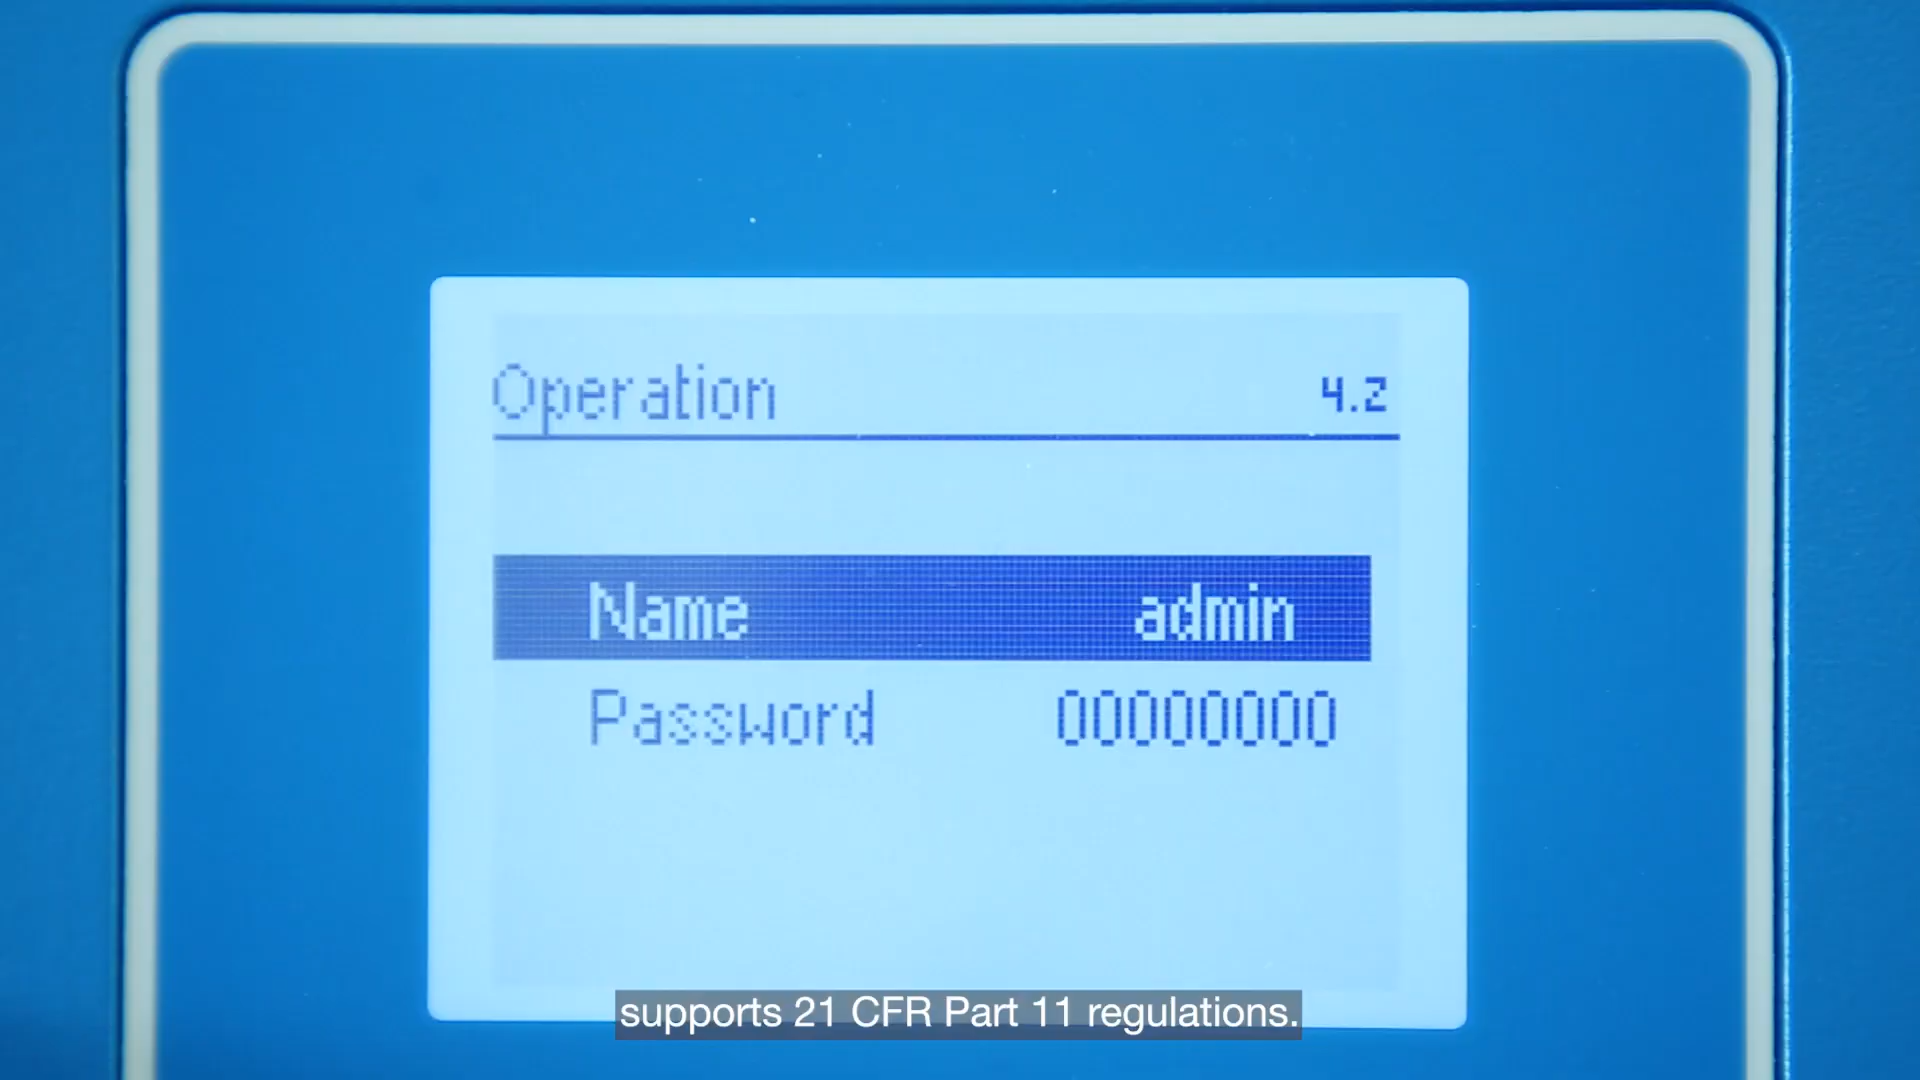 Operation 4.2
Name admin
Password 00000000
supports 21 CFR Part 11 regulations.